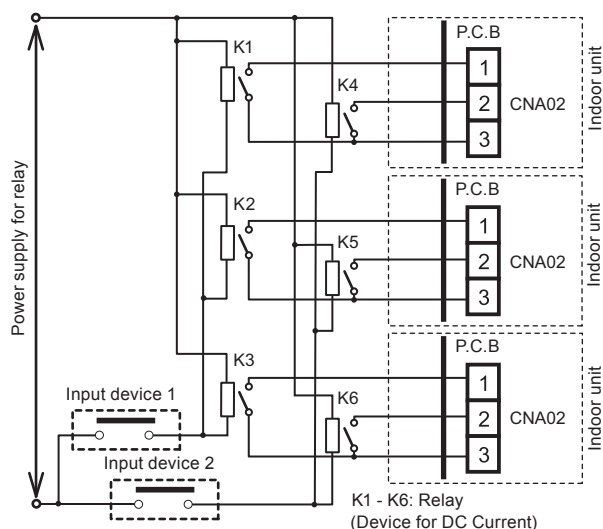 Power supply for relay
K1
K4
P.C.B
1
2
3
CNA02
Indoor unit
K2
K5
P.C.B
1
2
3
CNA02
Indoor unit
K3
K6
P.C.B
1
2
3
CNA02
Indoor unit
Input device 1
Input device 2
K1 - K6: Relay
(Device for DC Current)